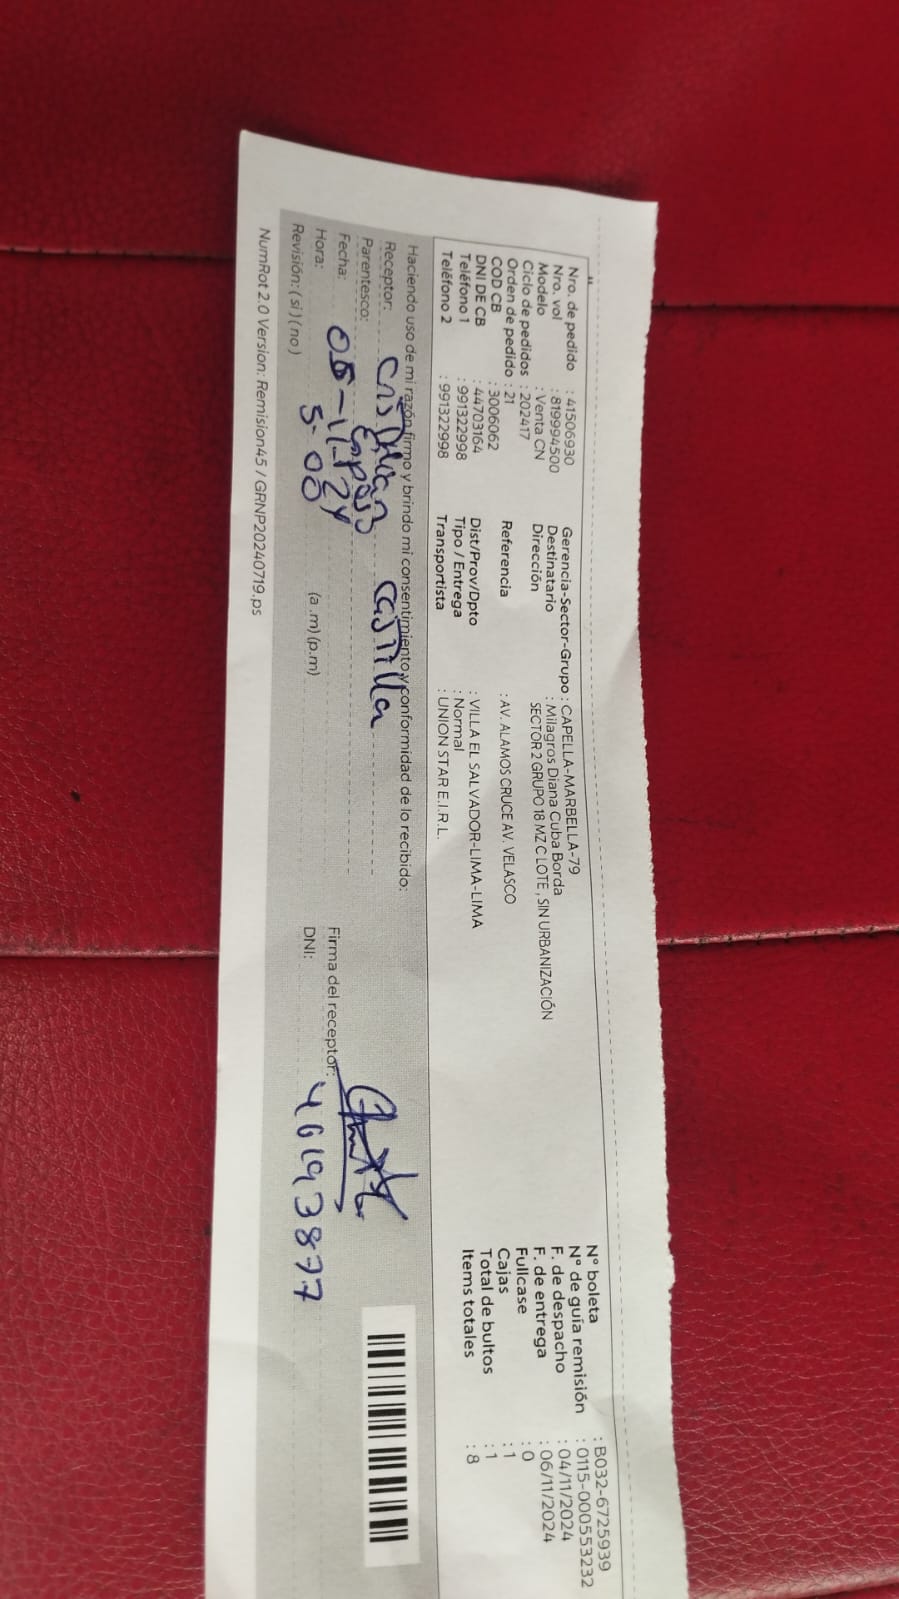 Nro. de pedido : 41506930
Nro. vol : 819994500
Modelo : Venta CN
Ciclo de pedidos : 202417
Orden de pedido : 21
COD CB : 3006062
DNI DE CB : 44703164
Teléfono 1 : 991322998
Teléfono 2 : 991322998
Gerencia-Sector-Grupo : CAPELLA-MARBELLA-79
Destinatario : Milagros Diana Cuba Borda
Dirección SECTOR 2 GRUPO 18 MZ C LOTE , SIN URBANIZACIÓN
Referencia : AV. ALAMOS CRUCE AV. VELASCO
Dist/Prov/Dpto : VILLA EL SALVADOR-LIMA-LIMA
Tipo / Entrega : Normal
Transportista : UNION STAR E.I.R.L.
N° boleta : B032-6725939
N° de guía remisión : 0115-000553232
F. de despacho : 04/11/2024
F. de entrega : 06/11/2024
Fullcase : 0
Cajas : 1
Total de bultos : 1
Items totales : 8
Haciendo uso de mi razón firmo y brindo mi consentimiento y conformidad de lo recibido:
Receptor: Castilla
Parentesco: Esposo
Fecha: 06-11-24
Hora: 5-00 (a .m) (p.m)
Revisión: ( si ) ( no )
Firma del receptor:
DNI: 46193877
NumRot 2.0 Version: Remision45 / GRNP20240719.ps